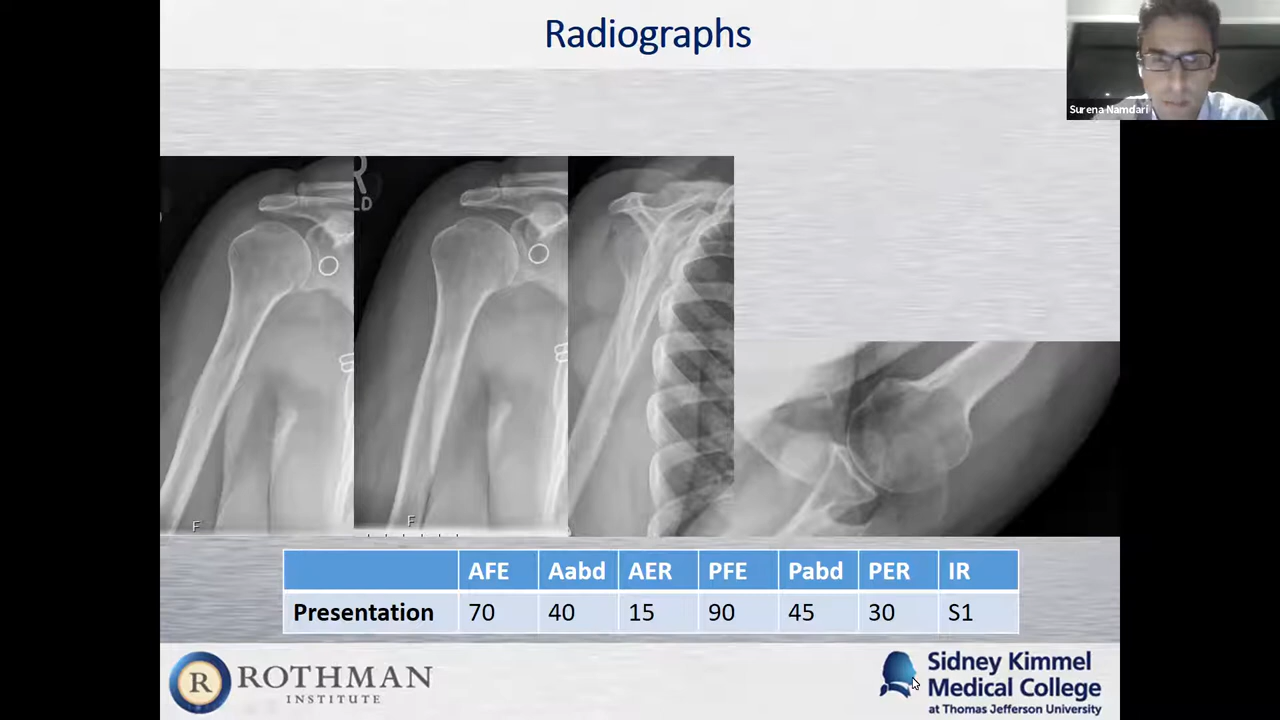 Radiographs
Surena Namdari
R
LD
F
F
AFE Aabd AER PFE Pabd PER IR
Presentation 70 40 15 90 45 30 S1
R ROTHMAN
INSTITUTE
Sidney Kimmel
Medical College
at Thomas Jefferson University